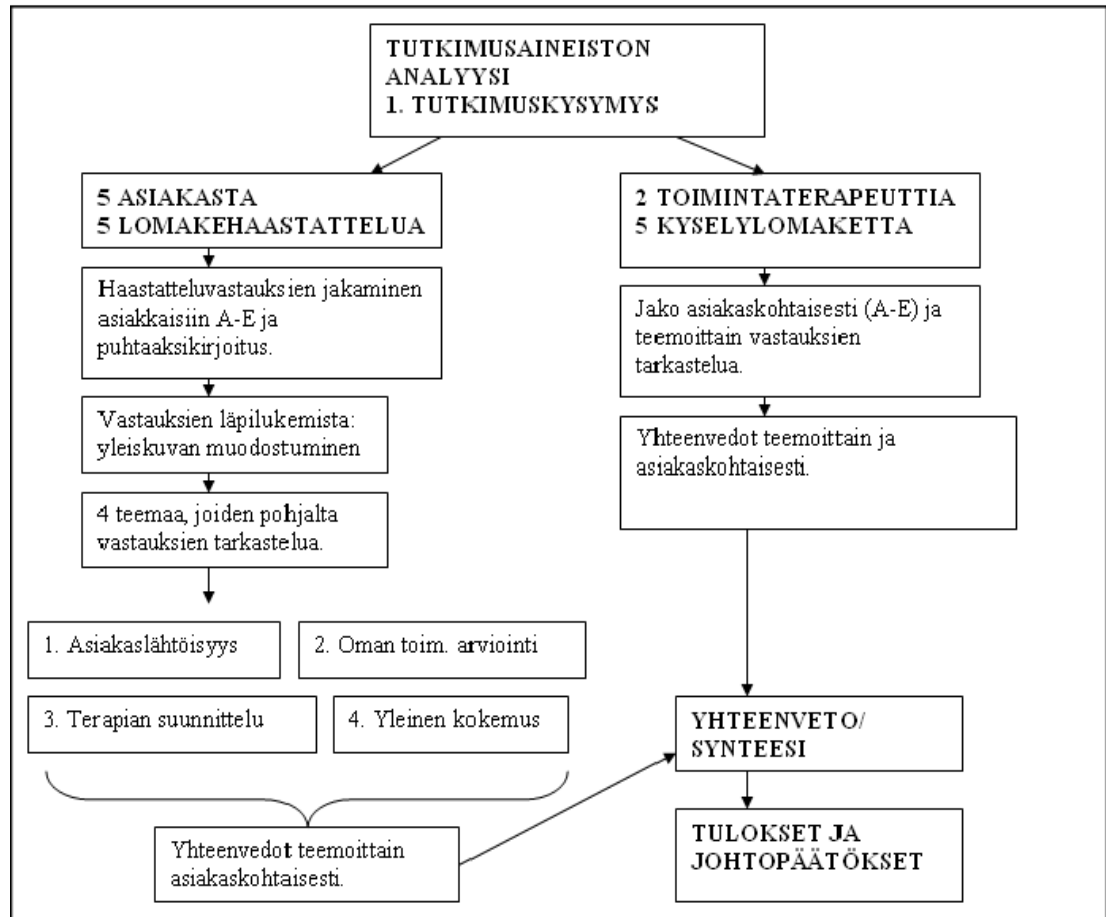 TUTKIMUSAINEISTON
ANALYYSI
1. TUTKIMUSKYSYMYS
5 ASIAKASTA
5 LOMAKEHAASTATTELUA
2 TOIMINTATERAPEUTTIA
5 KYSELYLOMAKETTA
Haastatteluvastauksien jakaminen
asiakkaisiin A-E ja
puhtaaksikirjoitus.
Jako asiakaskohtaisesti (A-E) ja
teemoittain vastauksien
tarkastelua.
Vastauksien läpilukemista:
yleiskuvan muodostuminen
Yhteenvedot teemoittain ja
asiakaskohtaisesti.
4 teemaa, joiden pohjalta
vastauksien tarkastelua.
1. Asiakaslähtöisyys
2. Oman toim. arviointi
3. Terapian suunnittelu
4. Yleinen kokemus
Yhteenvedot teemoittain
asiakaskohtaisesti.
YHTEENVETO/
SYNTEESI
TULOKSET JA
JOHTOPÄÄTÖKSET